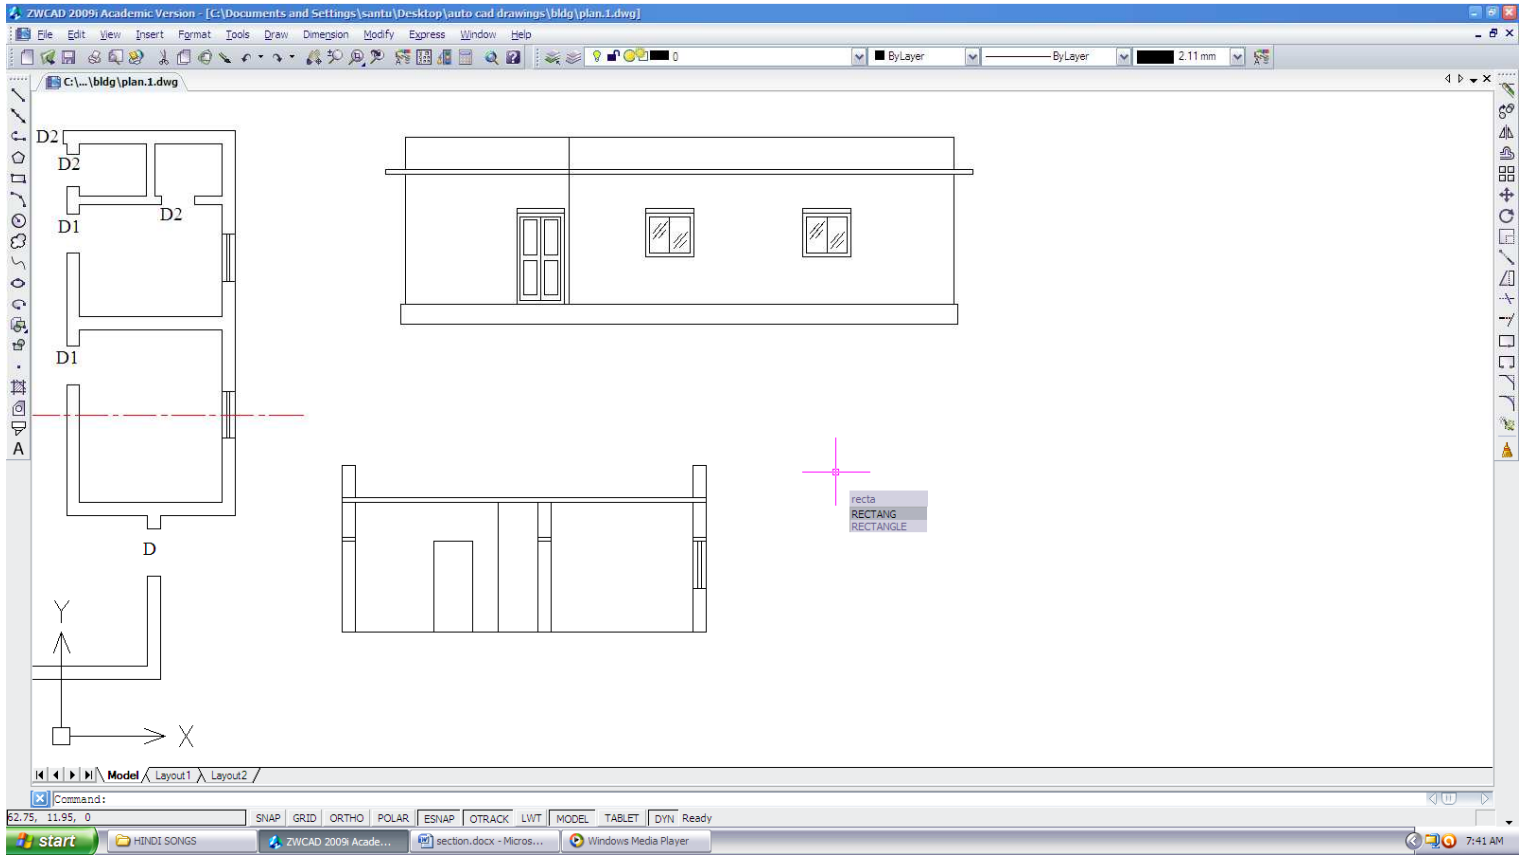 ZWCAD 2009i Academic Version - [C:\Documents and Settings\santu\Desktop\auto cad drawings\bldg\plan.1.dwg]
File Edit View Insert Format Tools Draw Dimension Modify Express Window Help
0 ByLayer ByLayer 2.11 mm
C:\...\bldg\plan.1.dwg
D2
D2
D2
D1
D1
recta
RECTANG
RECTANGLE
D
Y
X
A
Model Layout1 Layout2
Command:
62.75, 11.95, 0 SNAP GRID ORTHO POLAR ESNAP OTRACK LWT MODEL TABLET DYN Ready
start HINDI SONGS ZWCAD 2009i Acade... section.docx - Micros... Windows Media Player 7:41 AM